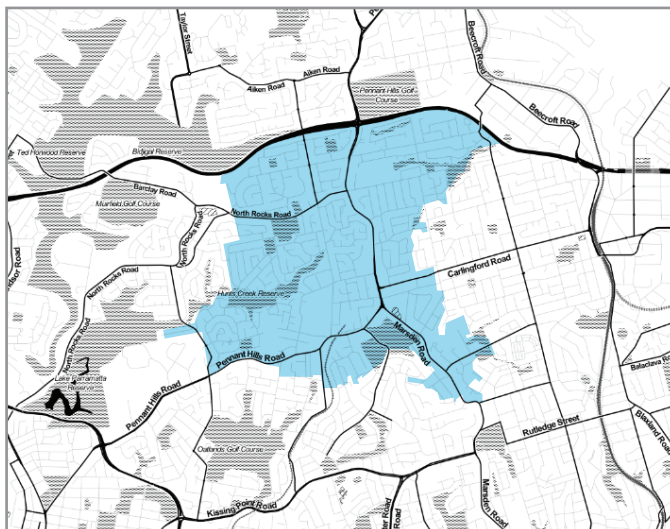 Taylor Street
Beecroft Road
Aiken Road
Aiken Road
Pennant Hills Golf
Course
Beecroft Road
Ted Horwood Reserve
Bidjigal Reserve
Barclay Road
Muirfield Golf Course
North Rocks Road
North Rocks Road
North Rocks Road
Carlingford Road
Hunts Creek Reserve
North Rocks Road
Marsden Road
Pennant Hills Road
Lake Parramatta
Reserve
Pennant Hills Road
Rutledge Street
Blaxland Road
Oatlands Golf Course
Kissing Point Road
Marsden